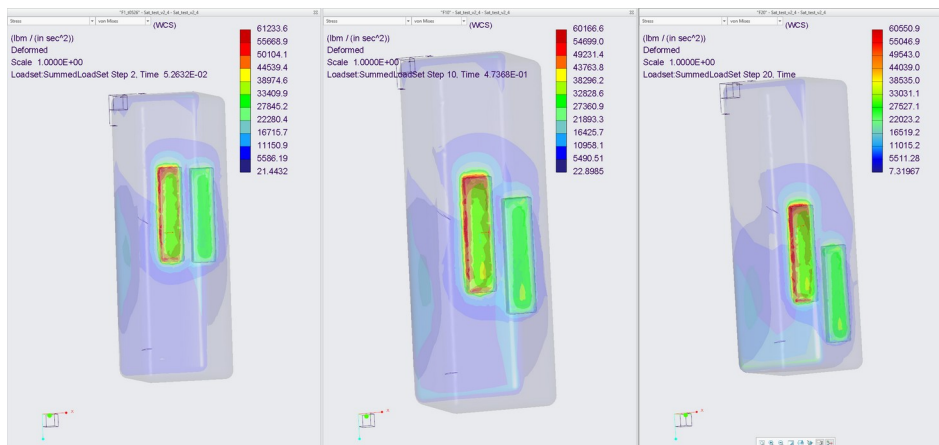 "F1_t0526" - Sat_test_v2_4 - Sat_test_v2_4
Stress
von Mises
(WCS)
(lbm / (in sec^2))
Deformed
Scale 1.0000E+00
Loadset:SummedLoadSet Step 2, Time 5.2632E-02
61233.6
55668.9
50104.1
44539.4
38974.6
33409.9
27845.2
22280.4
16715.7
11150.9
5586.19
21.4432
"F10" - Sat_test_v2_4 - Sat_test_v2_4
Stress
von Mises
(WCS)
(lbm / (in sec^2))
Deformed
Scale 1.0000E+00
Loadset:SummedLoadSet Step 10, Time 4.7368E-01
60166.6
54699.0
49231.4
43763.8
38296.2
32828.6
27360.9
21893.3
16425.7
10958.1
5490.51
22.8985
"F20" - Sat_test_v2_4 - Sat_test_v2_4
Stress
von Mises
(WCS)
(lbm / (in sec^2))
Deformed
Scale 1.0000E+00
Loadset:SummedLoadSet Step 20, Time
60550.9
55046.9
49543.0
44039.0
38535.0
33031.1
27527.1
22023.2
16519.2
11015.2
5511.28
7.31967